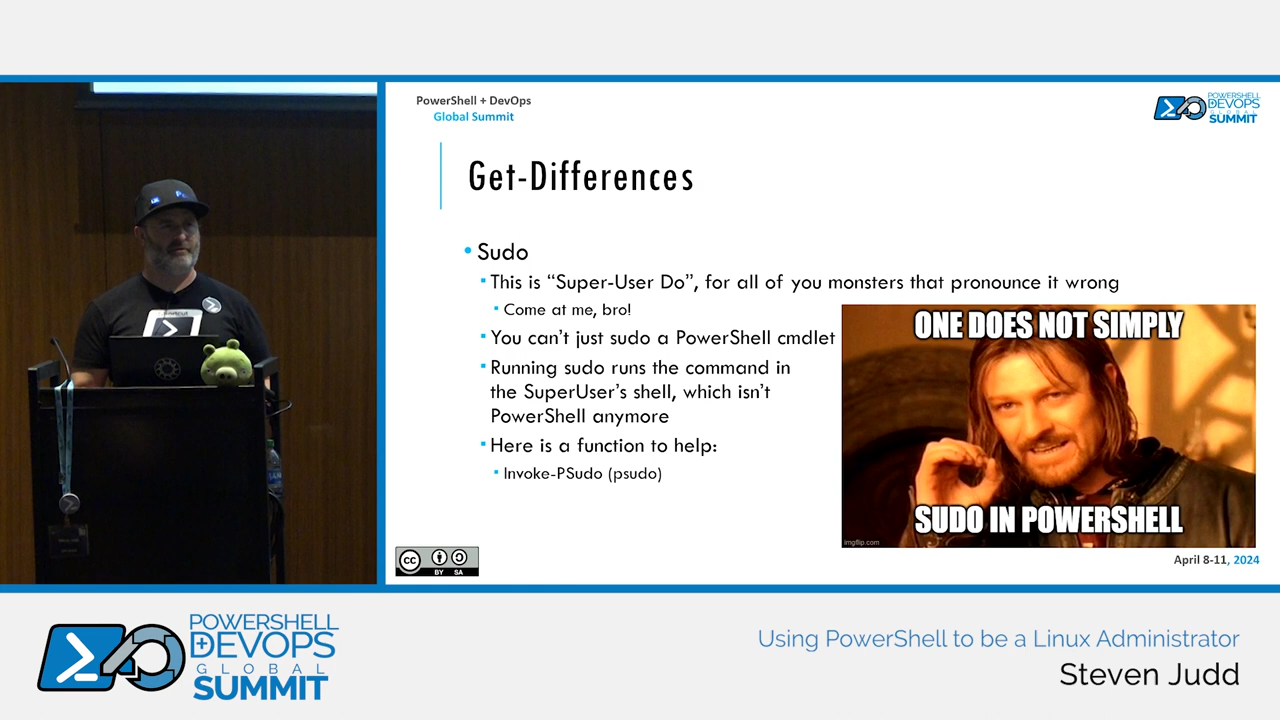 PowerShell + DevOps
Global Summit
POWERSHELL
DEVOPS
GLOBAL
SUMMIT
Get-Differences
• Sudo
▪ This is “Super-User Do”, for all of you monsters that pronounce it wrong
▪ Come at me, bro!
▪ You can’t just sudo a PowerShell cmdlet
▪ Running sudo runs the command in
the SuperUser’s shell, which isn’t
PowerShell anymore
▪ Here is a function to help:
▪ Invoke-PSudo (psudo)
ONE DOES NOT SIMPLY
SUDO IN POWERSHELL
imgflip.com
cc
BY SA
April 8-11, 2024
POWERSHELL
+DEVOPS
GLOBAL
SUMMIT
Using PowerShell to be a Linux Administrator
Steven Judd